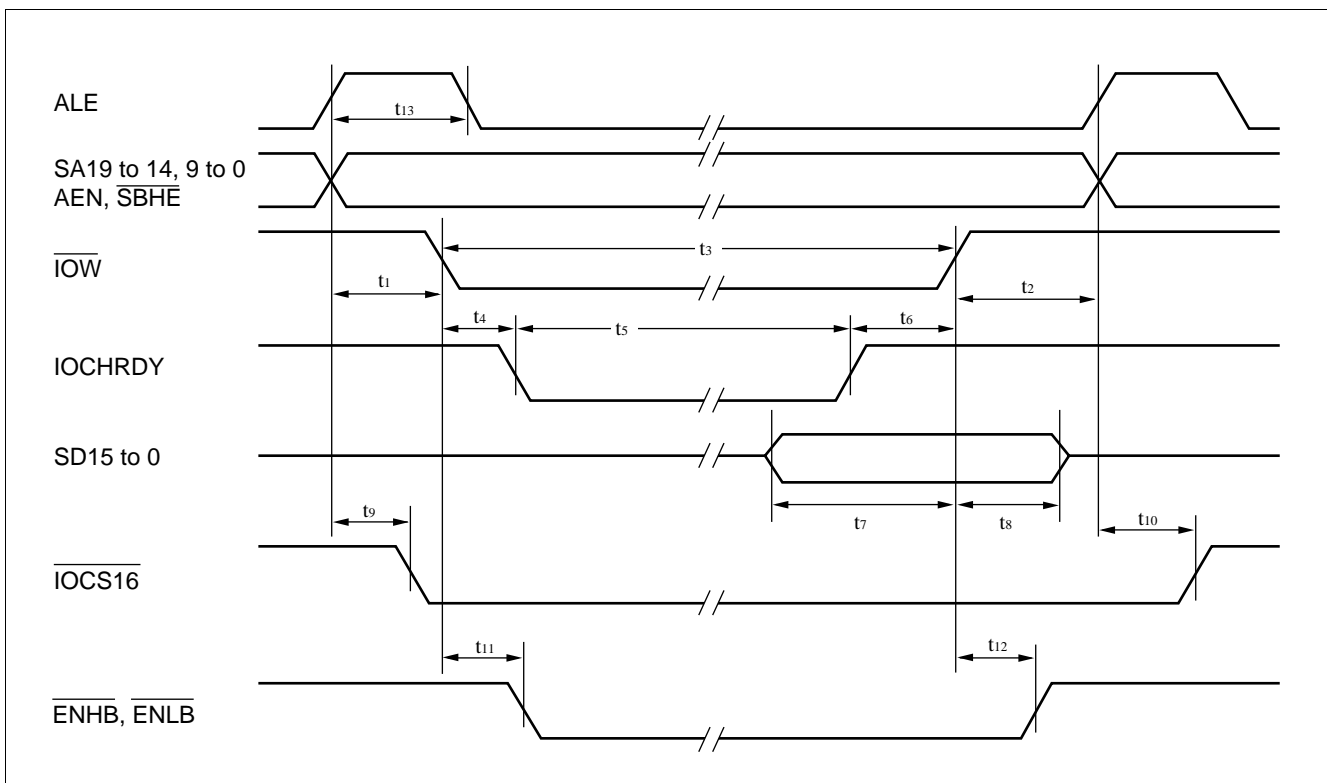 ALE
t13
SA19 to 14, 9 to 0
AEN, SBHE
IOW
t3
t1
t2
t4
t5
t6
IOCHRDY
SD15 to 0
t7
t8
t9
t10
IOCS16
t11
t12
ENHB, ENLB